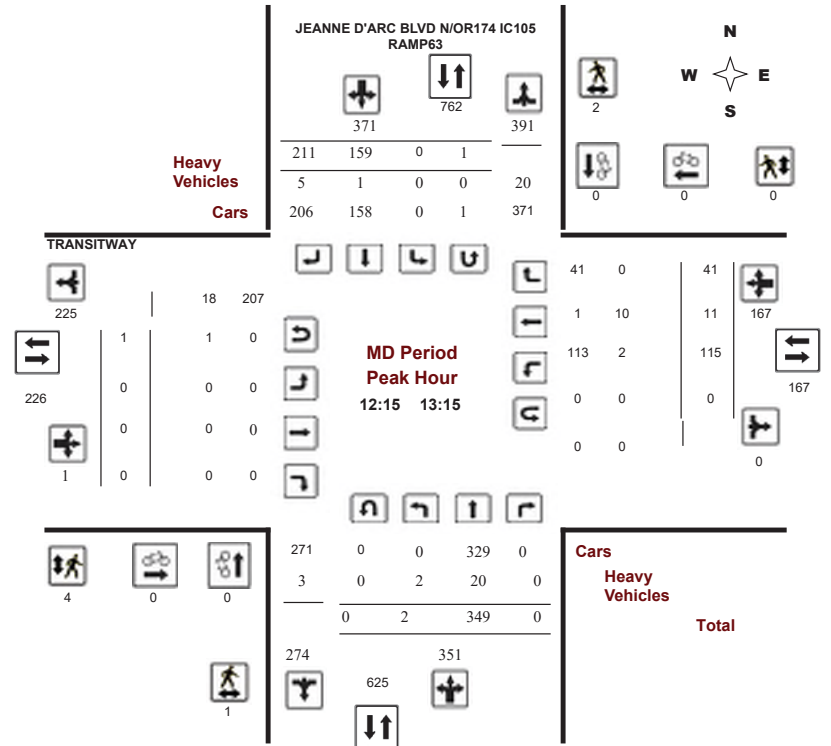 JEANNE D'ARC BLVD N/OR174 IC105
RAMP63
N
W E
S
762
2
371 391
211 159 0 1
Heavy
Vehicles
5 1 0 0 20
Cars
206 158 0 1 371
0 0 0
TRANSITWAY
225
18 207
41 0 41
167
1 10 11
1 1 0
226
113 2 115
167
0 0 0
0 0 0
0 0 0
1
0 0 0
0 0
0
MD Period
Peak Hour
12:15 13:15
4 0 0
271 0 0 329 0
Cars
3 0 2 20 0
Heavy
Vehicles
0 2 349 0
Total
274 351
625
1